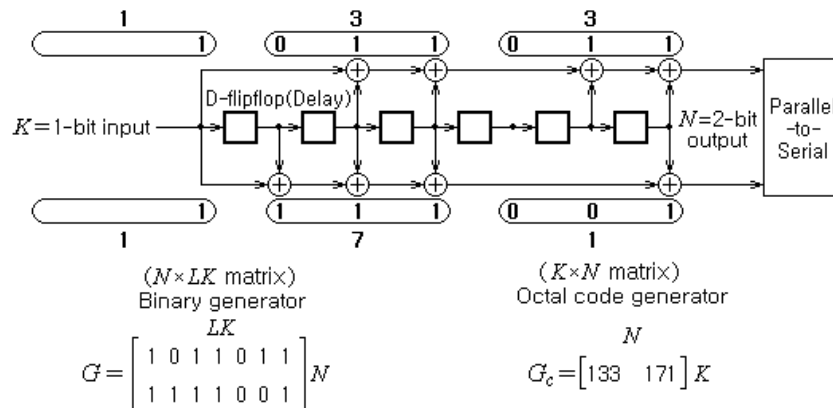 1 3 3
1 0 1 1 0 1 1
D-flipflop(Delay)
K=1-bit input
N=2-bit
output
Parallel
-to-
Serial
1 1 1 1 0 0 1
1 7 1
(N×LK matrix)
Binary generator
LK
G= [ 1 0 1 1 0 1 1
1 1 1 1 0 0 1 ] N
(K×N matrix)
Octal code generator
N
Gc=[133 171] K